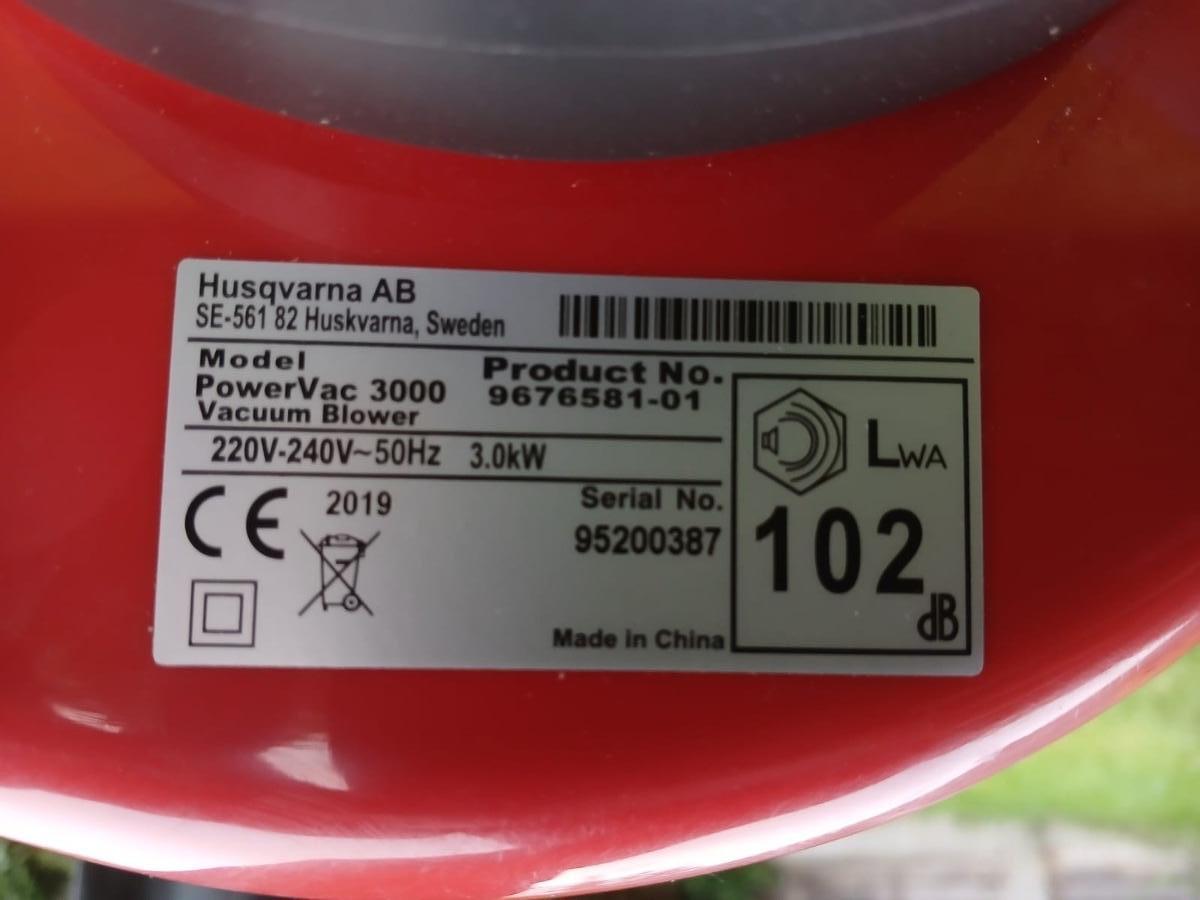 Husqvarna AB
SE-561 82 Huskvarna, Sweden
Model
PowerVac 3000
Vacuum Blower
Product No.
9676581-01
220V-240V~50Hz 3.0kW
CE 2019
Serial No.
95200387
Made in China
LWA
102
dB